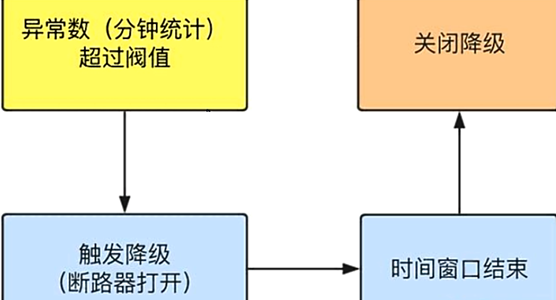 异常数（分钟统计）
超过阀值
关闭降级
触发降级
（断路器打开）
时间窗口结束